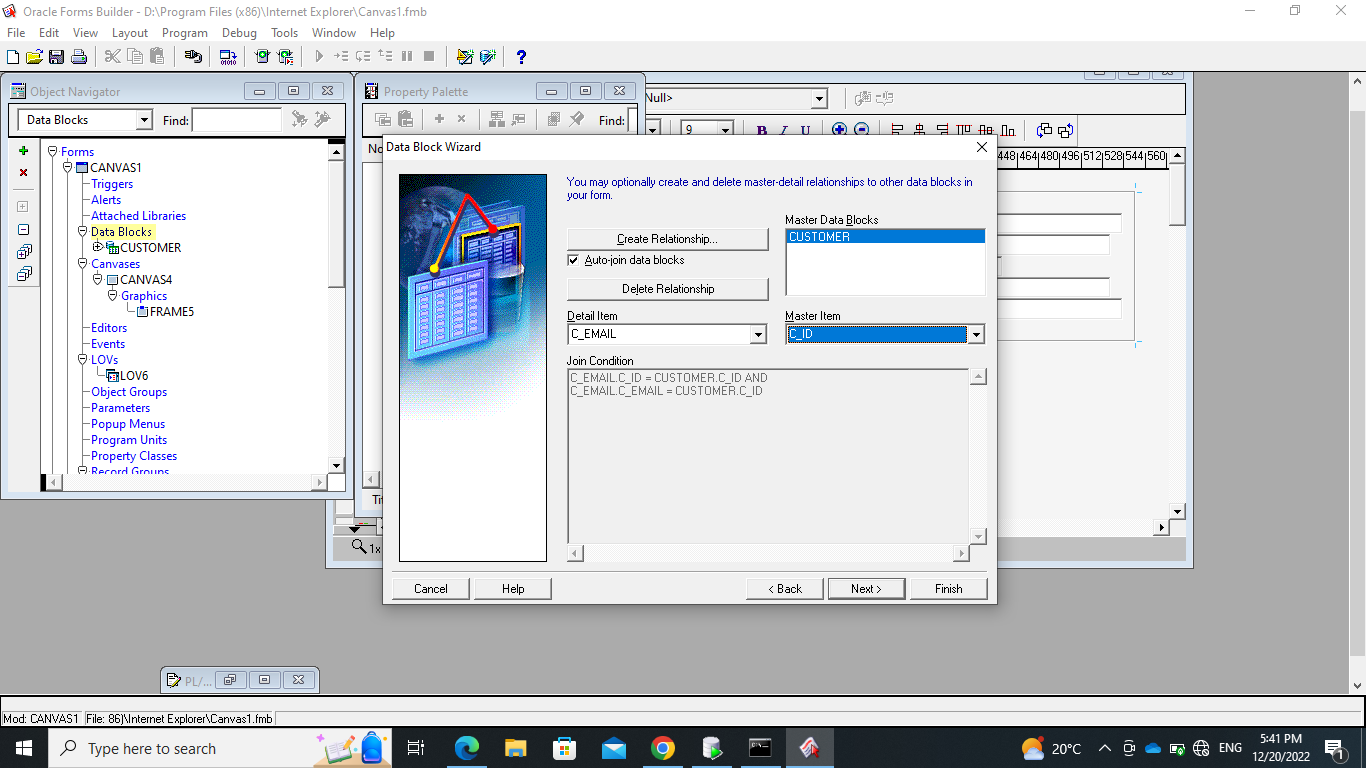 Oracle Forms Builder - D:\Program Files (x86)\Internet Explorer\Canvas1.fmb
File Edit View Layout Program Debug Tools Window Help
Object Navigator
Data Blocks
Find:
Forms
CANVAS1
Triggers
Alerts
Attached Libraries
Data Blocks
CUSTOMER
Canvases
CANVAS4
Graphics
FRAME5
Editors
Events
LOVs
LOV6
Object Groups
Parameters
Popup Menus
Program Units
Property Classes
Record Groups
Property Palette
Find:
Null>
9
B I U
448 464 480 496 512 528 544 560
1x
Data Block Wizard
You may optionally create and delete master-detail relationships to other data blocks in
your form.
Create Relationship...
Auto-join data blocks
Delete Relationship
Master Data Blocks
CUSTOMER
Detail Item
C_EMAIL
Master Item
C_ID
Join Condition
C_EMAIL.C_ID = CUSTOMER.C_ID AND
C_EMAIL.C_EMAIL = CUSTOMER.C_ID
Cancel Help < Back Next > Finish
PL/...
Mod: CANVAS1 File: 86)\Internet Explorer\Canvas1.fmb
Type here to search
20°C
ENG
5:41 PM
12/20/2022
1